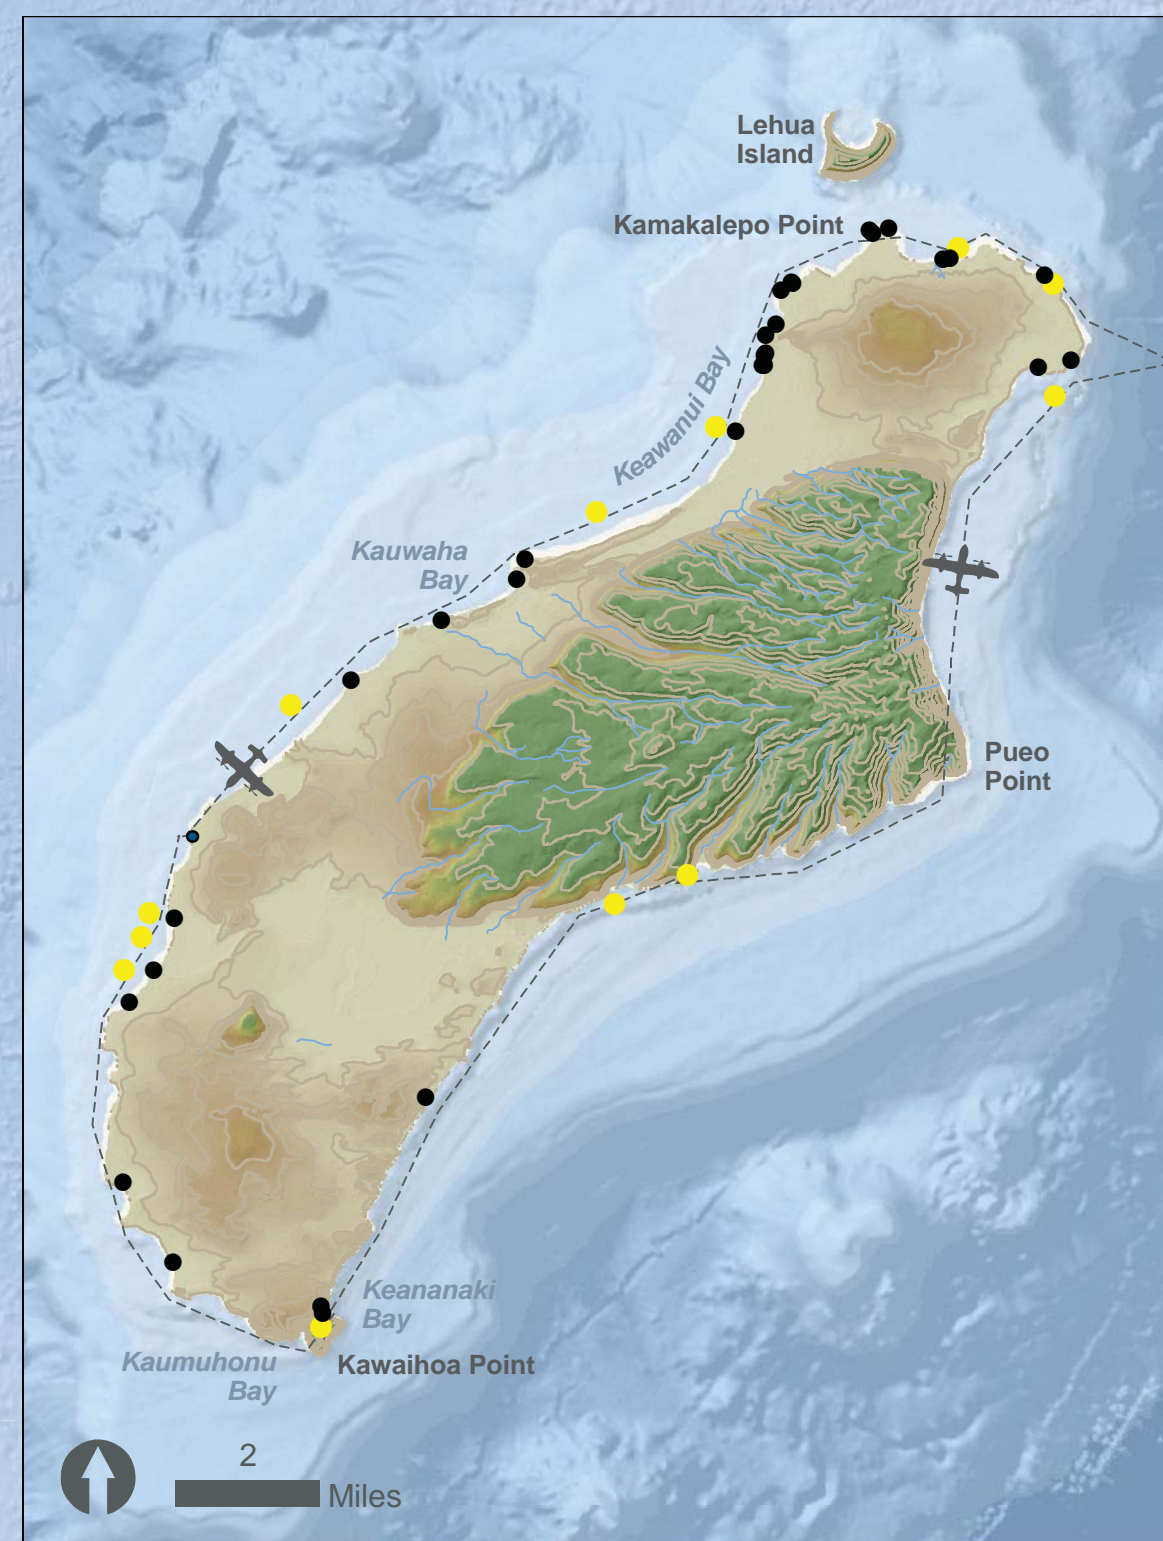 Lehua
Island
Kamakalepo Point
Keawanui Bay
Kauwaha
Bay
Pueo
Point
Keananaki
Bay
Kaumuhonu
Bay
Kawaihoa Point
2
Miles